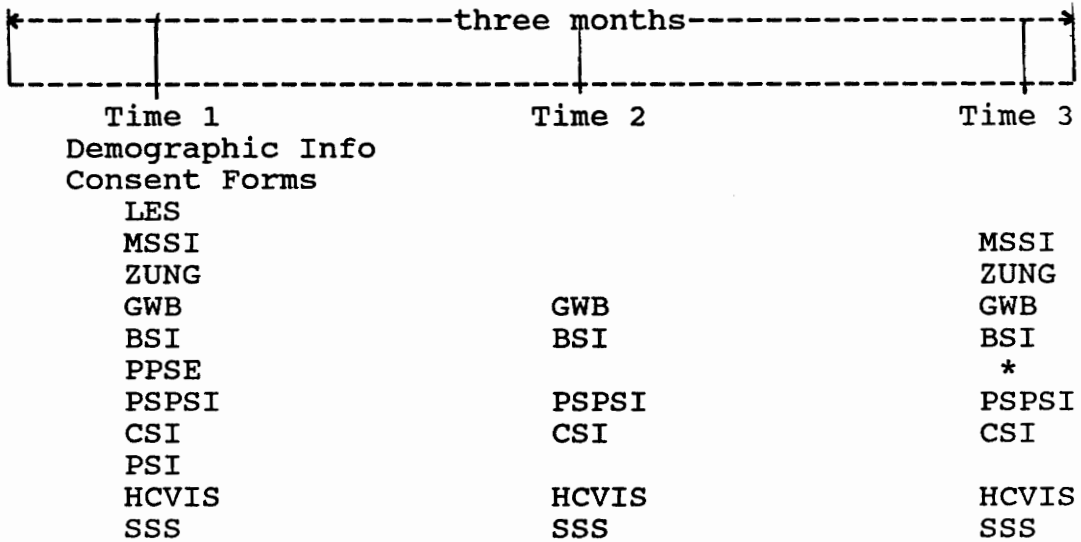 three months
Time 1 Time 2 Time 3
Demographic Info
Consent Forms
LES
MSSI MSSI
ZUNG ZUNG
GWB GWB GWB
BSI BSI BSI
PPSE *
PSPSI PSPSI PSPSI
CSI CSI CSI
PSI
HCVIS HCVIS HCVIS
SSS SSS SSS